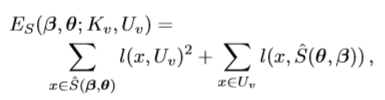 E_S(β, θ; K_v, U_v) =
∑_{x∈Ŝ(β,θ)} l(x, U_v)² + ∑_{x∈U_v} l(x, Ŝ(θ, β)) ,